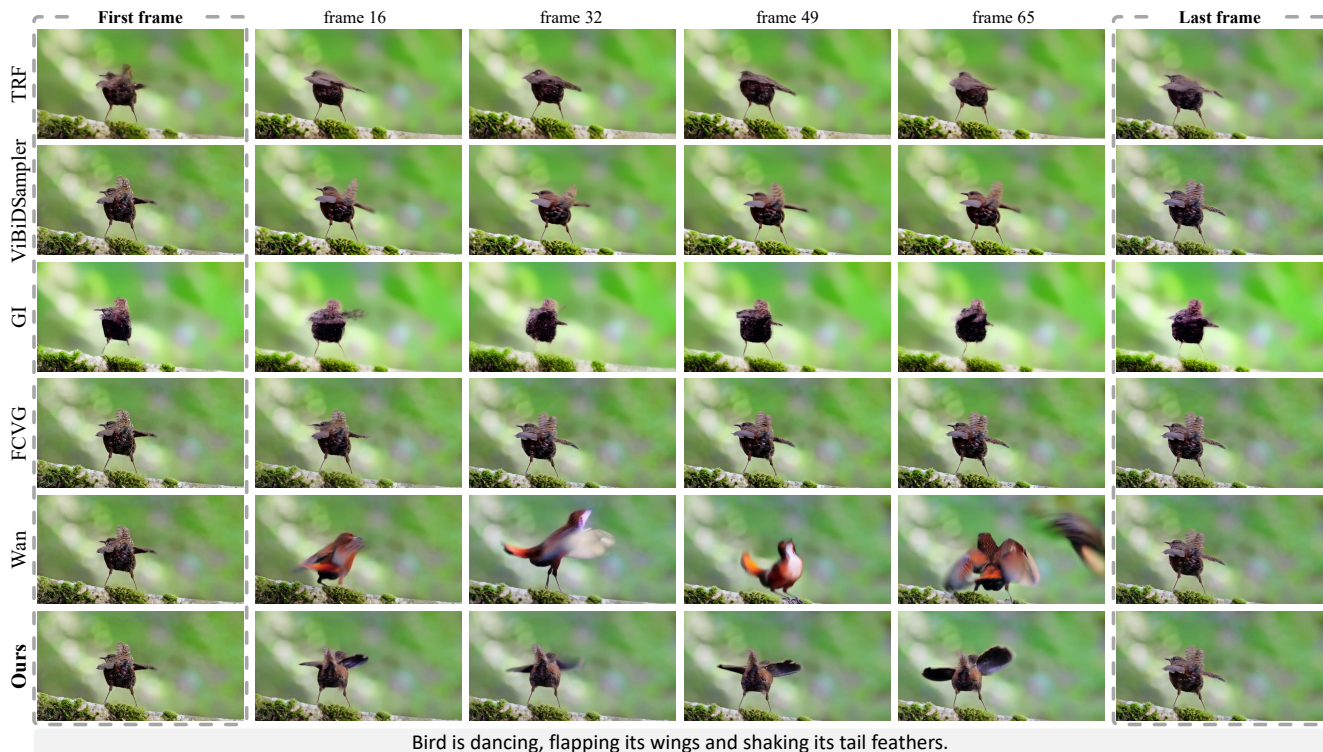 First frame frame 16 frame 32 frame 49 frame 65 Last frame
TRF
ViBiDSampler
GI
FCVG
Wan
Ours
Bird is dancing, flapping its wings and shaking its tail feathers.